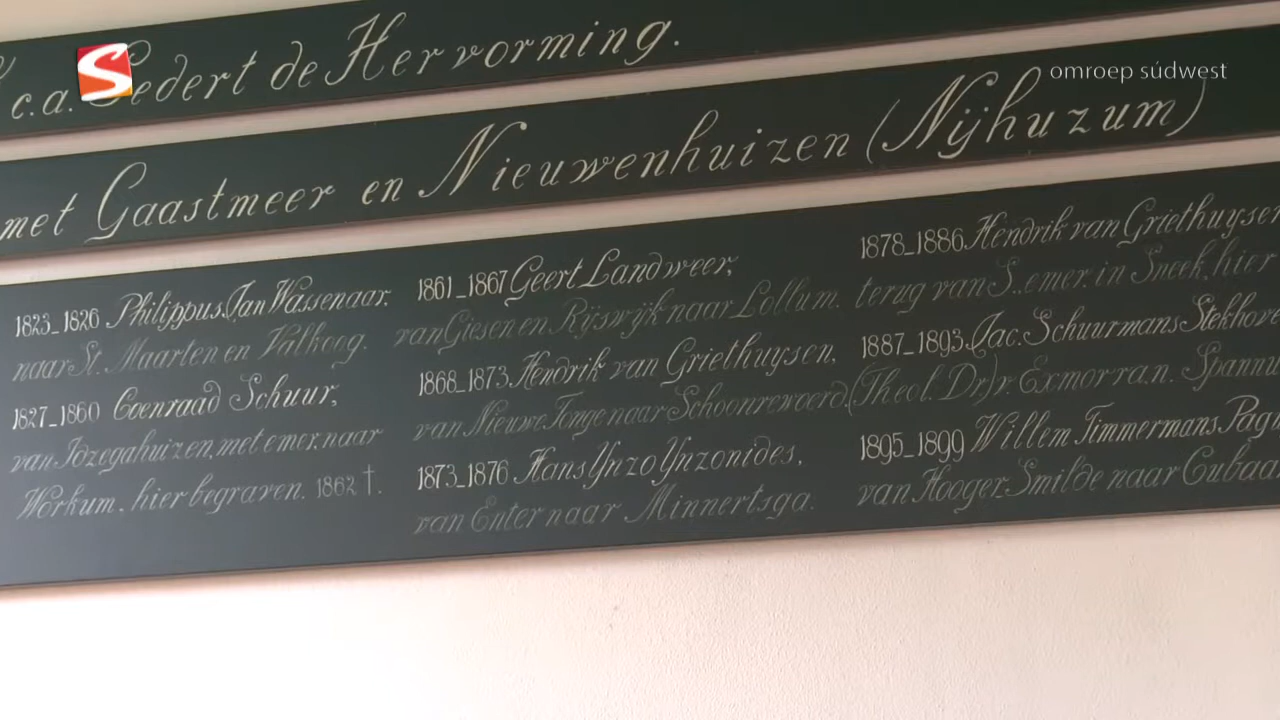 c.a. Sedert de Hervorming.
omroep súdwest
met Gaastmeer en Nieuwenhuizen (Nijhuzum)
1823_1826 Philippus Jan Wassenaar,
naar St. Maarten en Valkoog.
1827_1860 Coenraad Schuur,
van Idzegahuizen, met emer. naar
Workum, hier begraven. 1862 †.
1861_1867 Geert Landweer,
van Giesen en Rijswijk naar Lollum.
1868_1873 Hendrik van Griethuysen,
van Nieuwe Tonge naar Schoonrewoerd.
1873_1876 Hans Ynzo Ynzonides,
van Enter naar Minnertsga.
1878_1886 Hendrik van Griethuysen
terug van S. emer. in Sneek, hier
1887_1893 Jac. Schuurmans Stekhove
(Theol. Dr.) v. Exmorra n. Spannu
1895_1899 Willem Timmermans Pag
van Hooger Smilde naar Cubaa